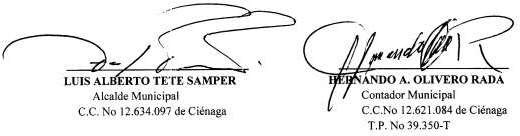 LUIS ALBERTO TETE SAMPER
Alcalde Municipal
C.C. No 12.634.097 de Ciénaga
HERNANDO A. OLIVERO RADA
Contador Municipal
C.C.No 12.621.084 de Ciénaga
T.P. No 39.350-T